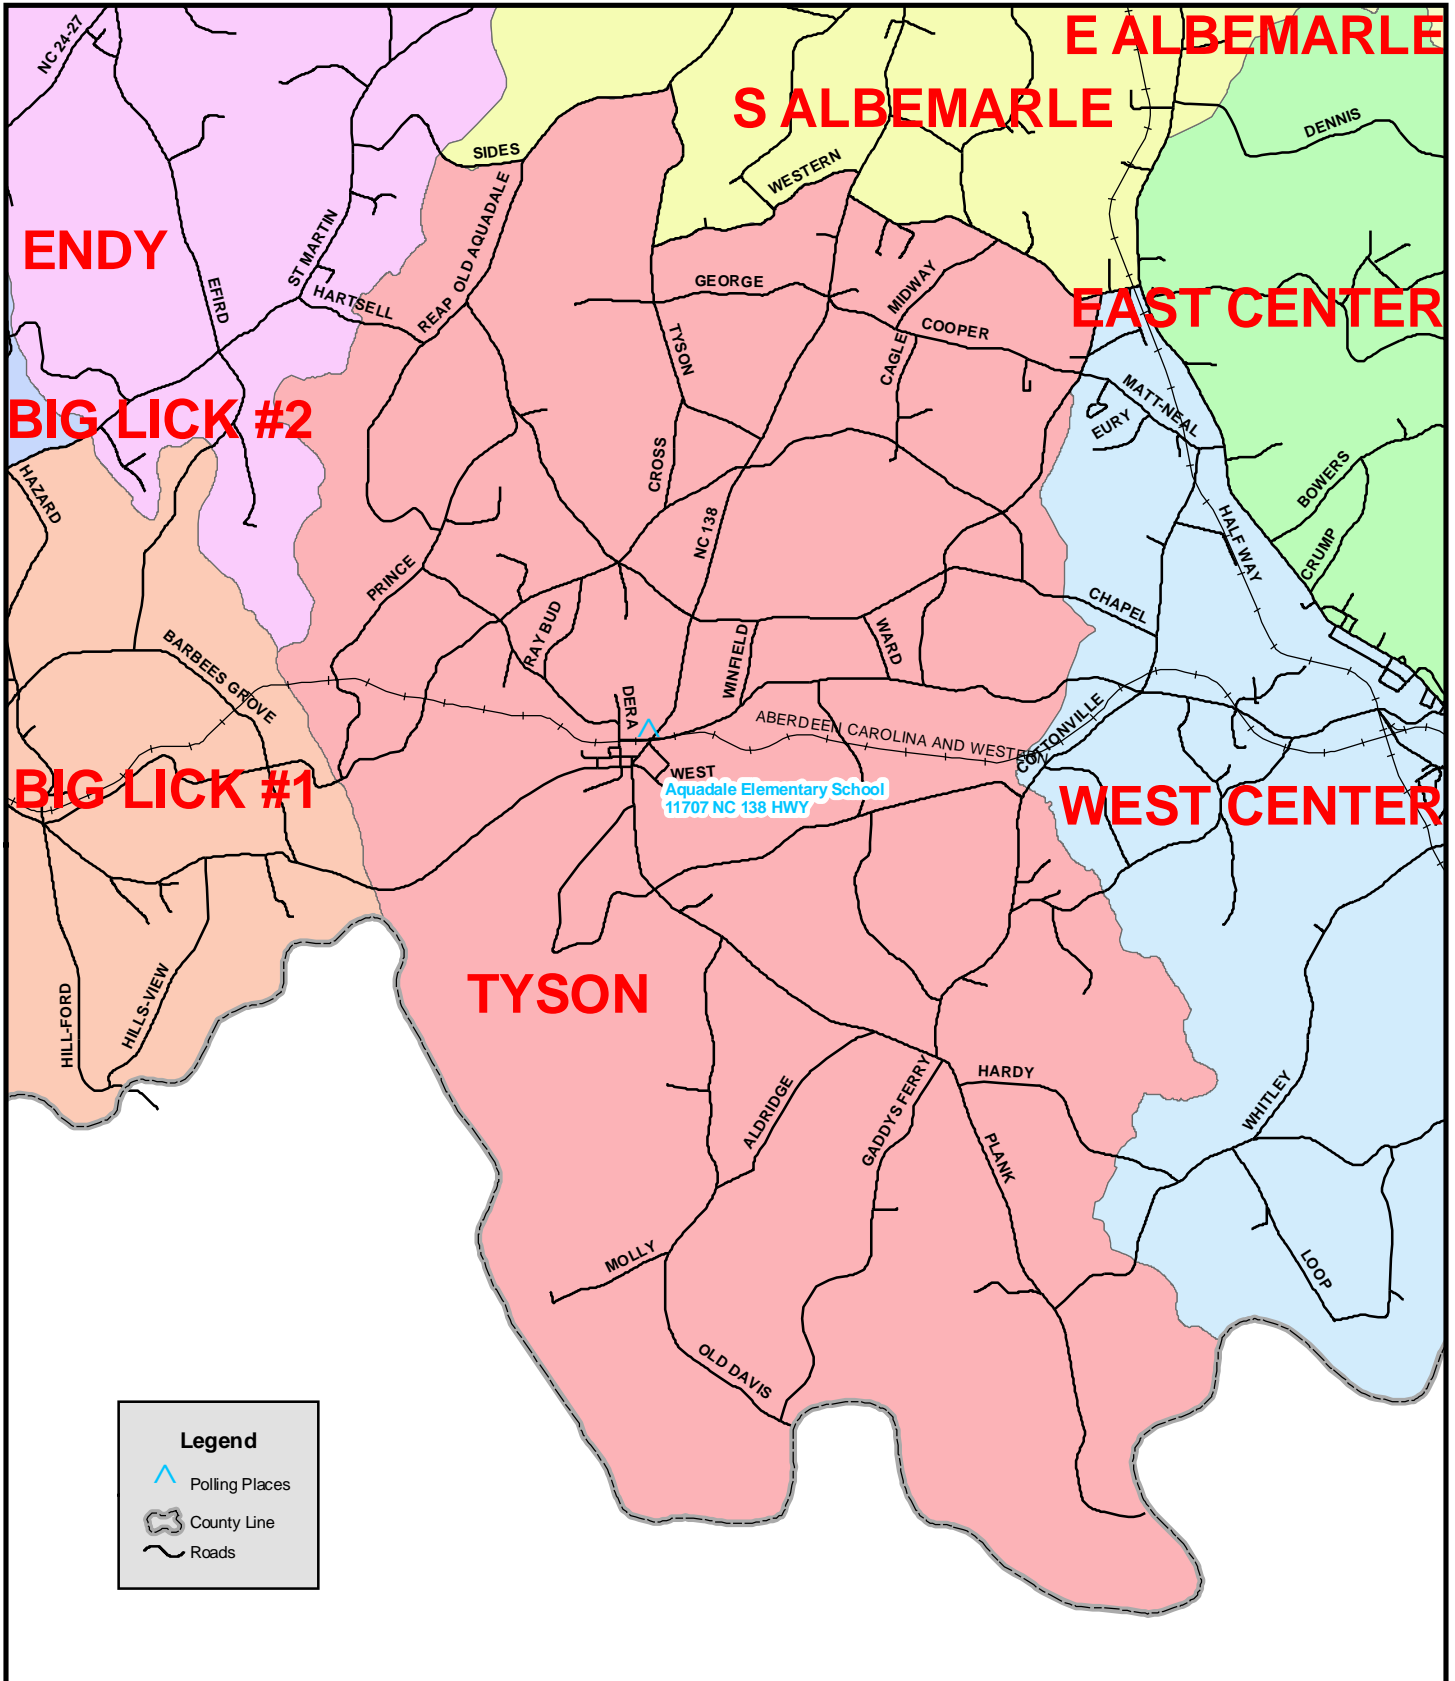 NC 24-27
E ALBEMARLE
S ALBEMARLE
DENNIS
SIDES
WESTERN
REAP
OLD AQUADALE
ENDY
ST MARTIN
EFIRD
HARTSELL
GEORGE
MIDWAY
EAST CENTER
TYSON
COOPER
CAGLE
MATT-NEAL
EURY
BIG LICK #2
HAZARD
CROSS
NC 138
BOWERS
HALF WAY
CRUMP
PRINCE
CHAPEL
RAY BUD
WINFIELD
WARD
BARBEES GROVE
DERA
ABERDEEN CAROLINA AND WESTERN
COTTONVILLE
WEST
Aquadale Elementary School
11707 NC 138 HWY
BIG LICK #1
WEST CENTER
TYSON
HILL-FORD
HILLS-VIEW
ALDRIDGE
GADDYS FERRY
HARDY
PLANK
WHITLEY
MOLLY
LOOP
OLD DAVIS
Legend
Polling Places
County Line
Roads